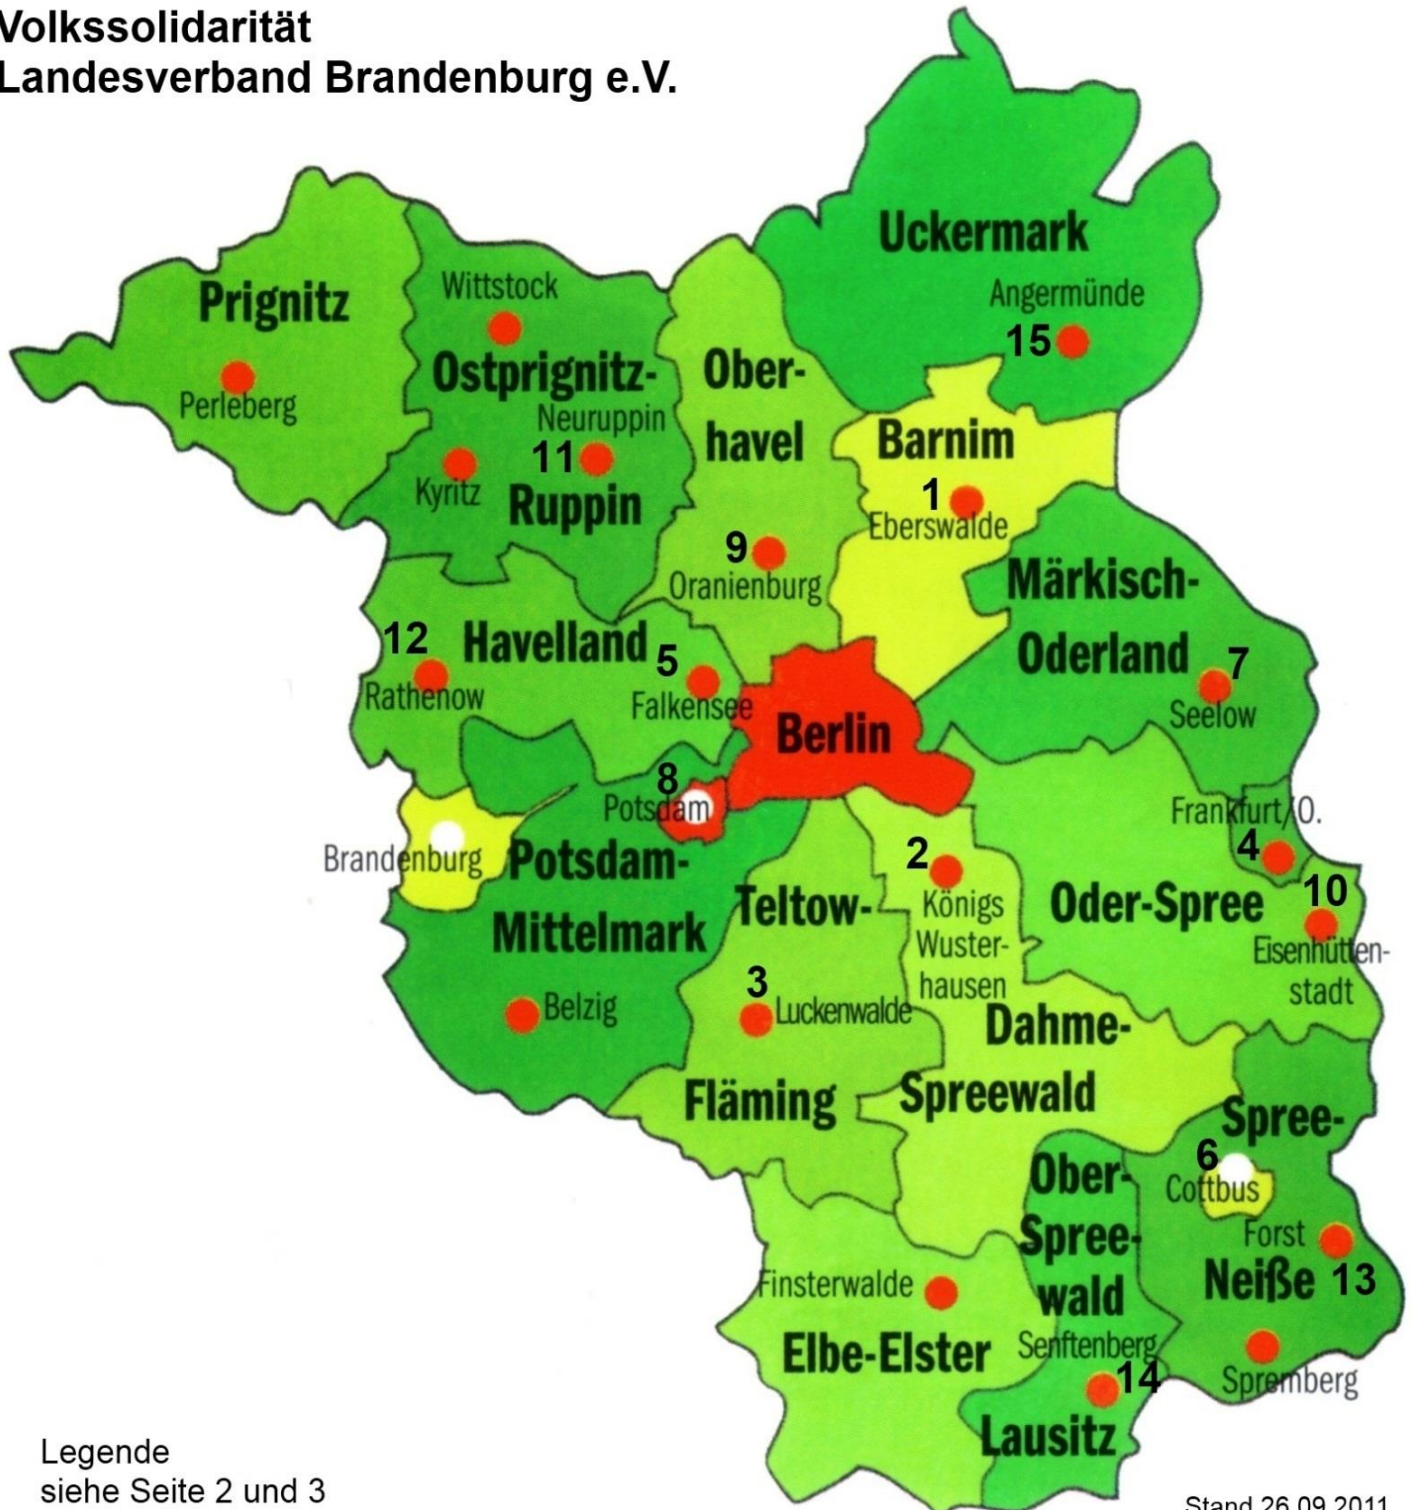 Volkssolidarität
Landesverband Brandenburg e.V.
Uckermark
Angermünde
15
Prignitz
Perleberg
Wittstock
Ostprignitz-
Neuruppin
11
Kyritz
Ruppin
Ober-
havel
9
Oranienburg
Barnim
1
Eberswalde
Märkisch-
Oderland
7
Seelow
12
Havelland
5
Rathenow
Falkensee
Berlin
8
Potsdam
Brandenburg
Potsdam-
Mittelmark
Belzig
Teltow-
3
Luckenwalde
Fläming
2
Königs
Wuster-
hausen
Dahme-
Spreewald
Frankfurt/O.
4
Oder-Spree
10
Eisenhütten-
stadt
Spree-
6
Cottbus
Forst
Neiße
13
Spremberg
Ober-
Spree-
wald
Senftenberg
14
Lausitz
Finsterwalde
Elbe-Elster
Legende
siehe Seite 2 und 3
Stand 26.09.2011